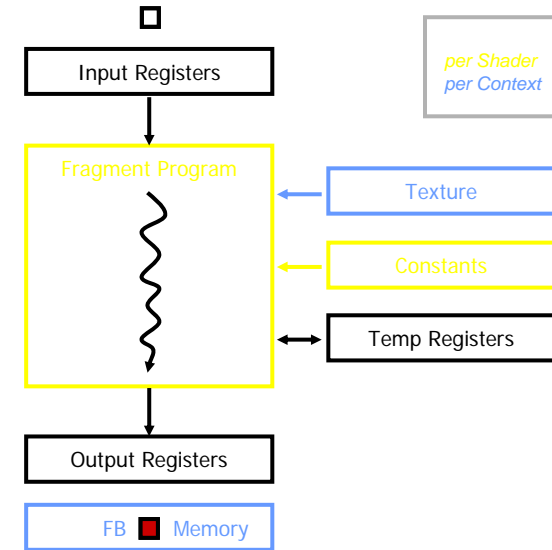 Input Registers
per Shader
per Context
Fragment Program
Texture
Constants
Temp Registers
Output Registers
FB Memory